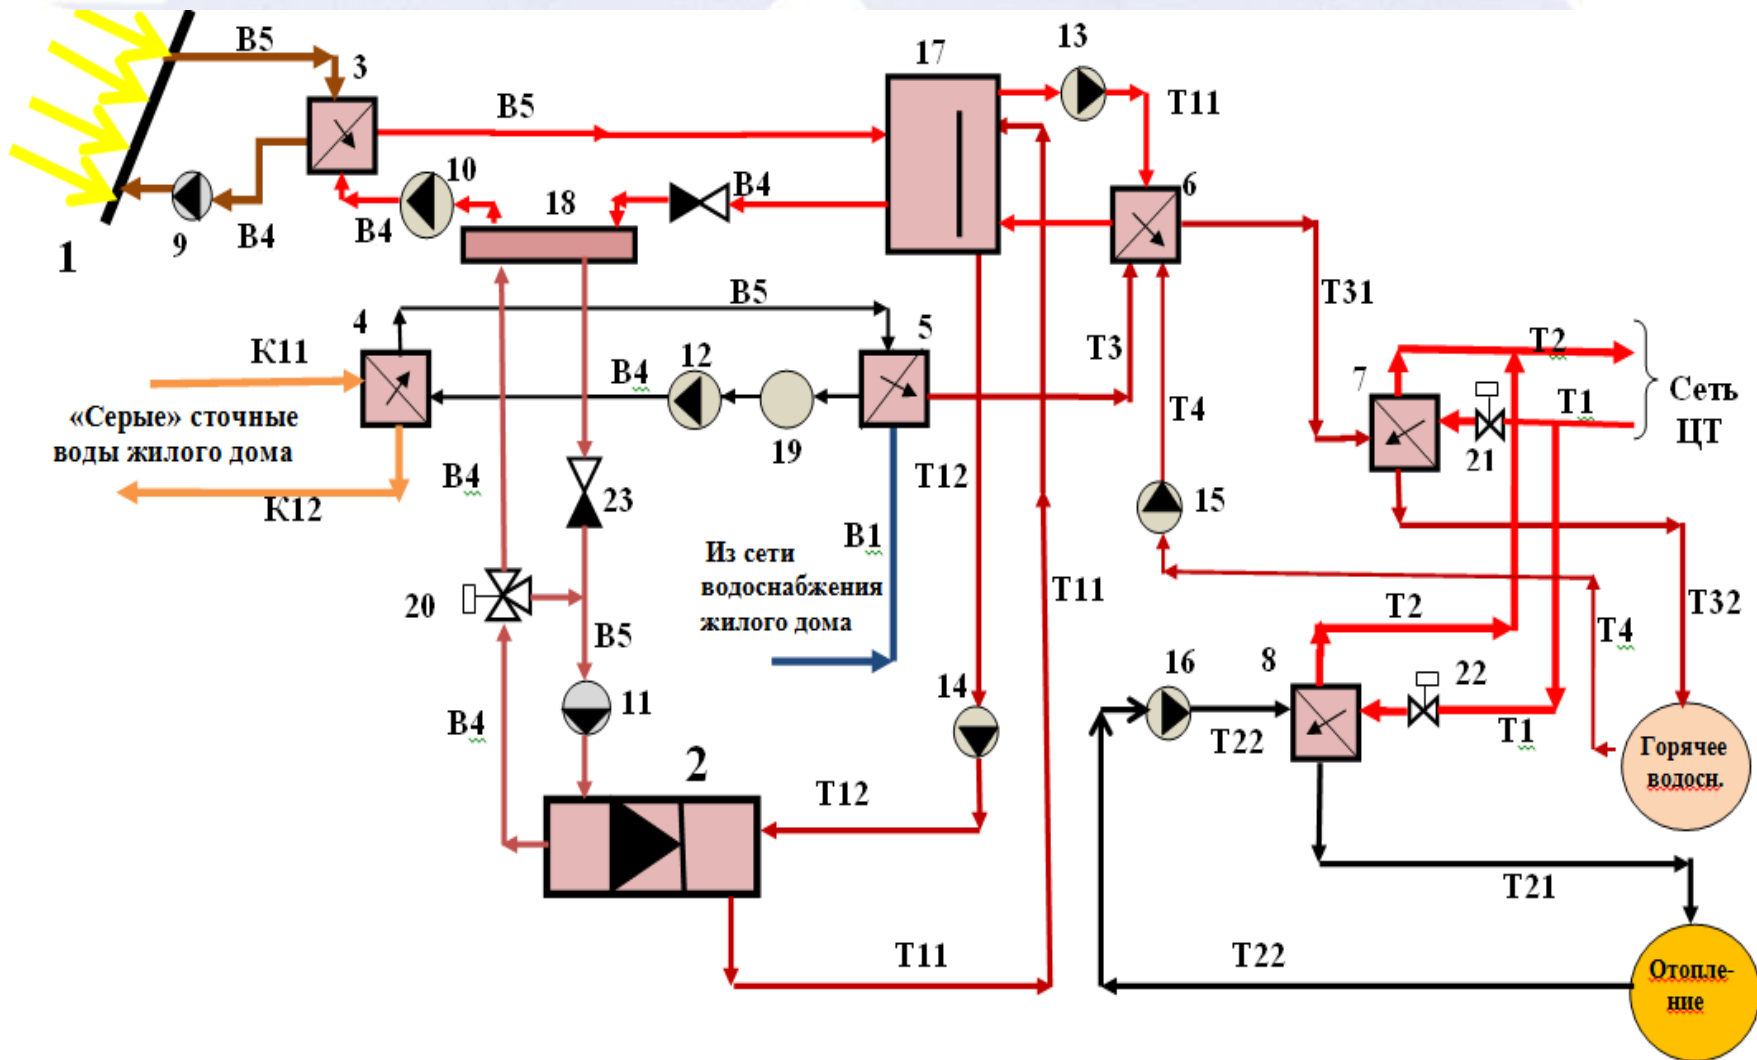 В5
3
17
13
В5
Т11
10
18
В4
6
9
В4
В4
1
4
В5
5
Т31
К11
12
В4
Т3
7
Т2
Сеть
ЦТ
Т1
«Серые» сточные
воды жилого дома
19
Т4
21
К12
В4
23
Т12
15
В1
Из сети
водоснабжения
жилого дома
20
Т11
Т32
В5
Т2
Т4
16
8
22
14
11
В4
Т22
Т1
2
Т12
Горячее
водосн.
Т21
Т11
Т22
Отопле-
ние